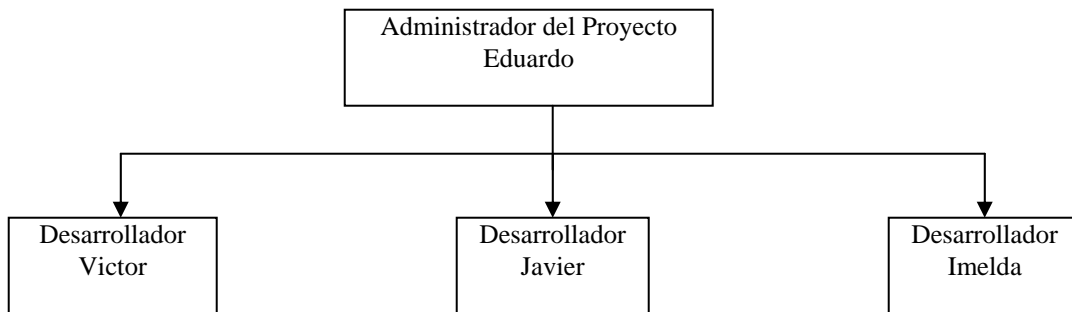 Administrador del Proyecto
Eduardo
Desarrollador
Victor
Desarrollador
Javier
Desarrollador
Imelda